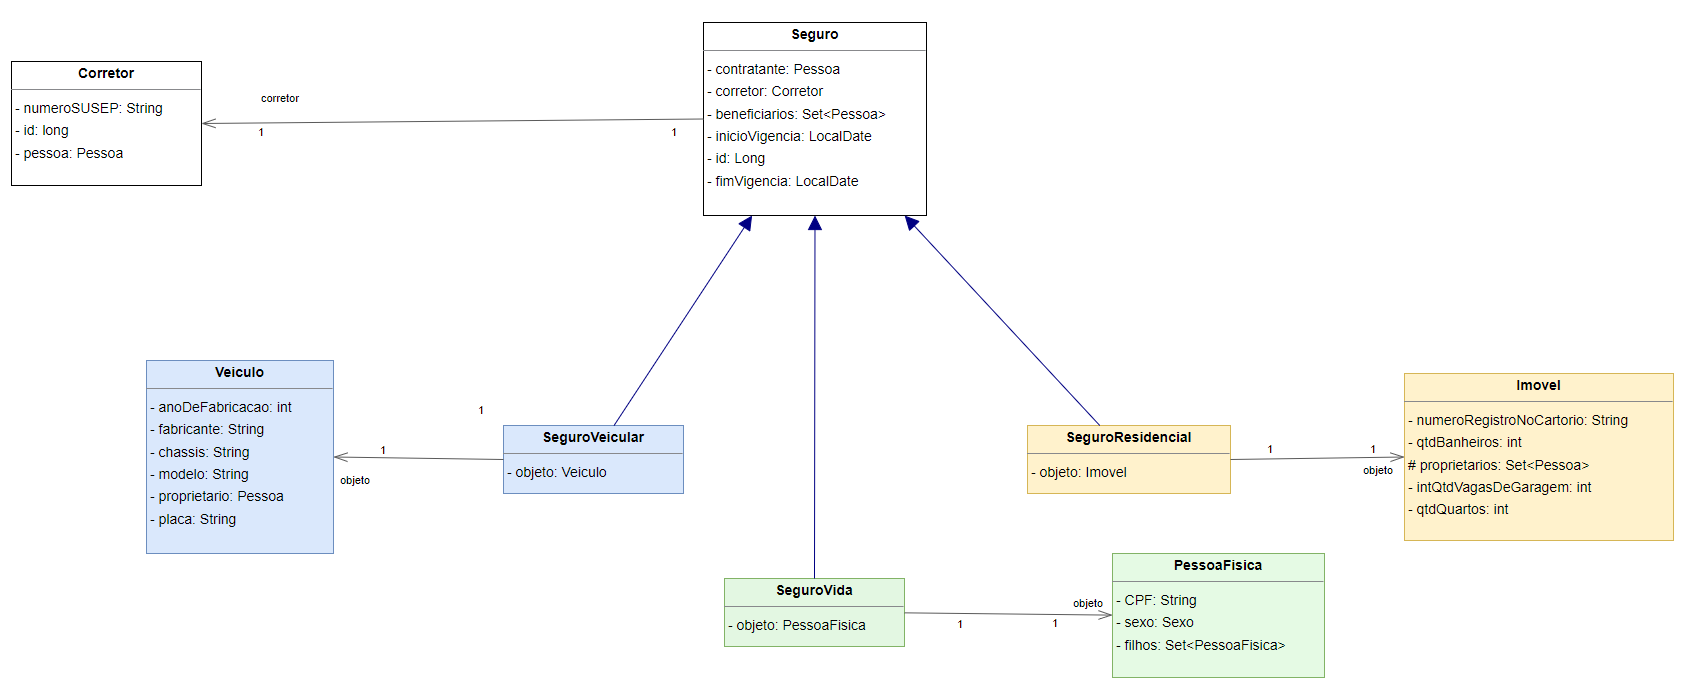 Seguro
- contratante: Pessoa
- corretor: Corretor
- beneficiarios: Set<Pessoa>
- inicioVigencia: LocalDate
- id: Long
- fimVigencia: LocalDate
Corretor
- numeroSUSEP: String
- id: long
- pessoa: Pessoa
corretor
1
1
Veiculo
- anoDeFabricacao: int
- fabricante: String
- chassis: String
- modelo: String
- proprietario: Pessoa
- placa: String
1
1
objeto
SeguroVeicular
- objeto: Veiculo
SeguroResidencial
- objeto: Imovel
1
1
objeto
Imovel
- numeroRegistroNoCartorio: String
- qtdBanheiros: int
# proprietarios: Set<Pessoa>
- intQtdVagasDeGaragem: int
- qtdQuartos: int
SeguroVida
- objeto: PessoaFisica
1
1
objeto
PessoaFisica
- CPF: String
- sexo: Sexo
- filhos: Set<PessoaFisica>